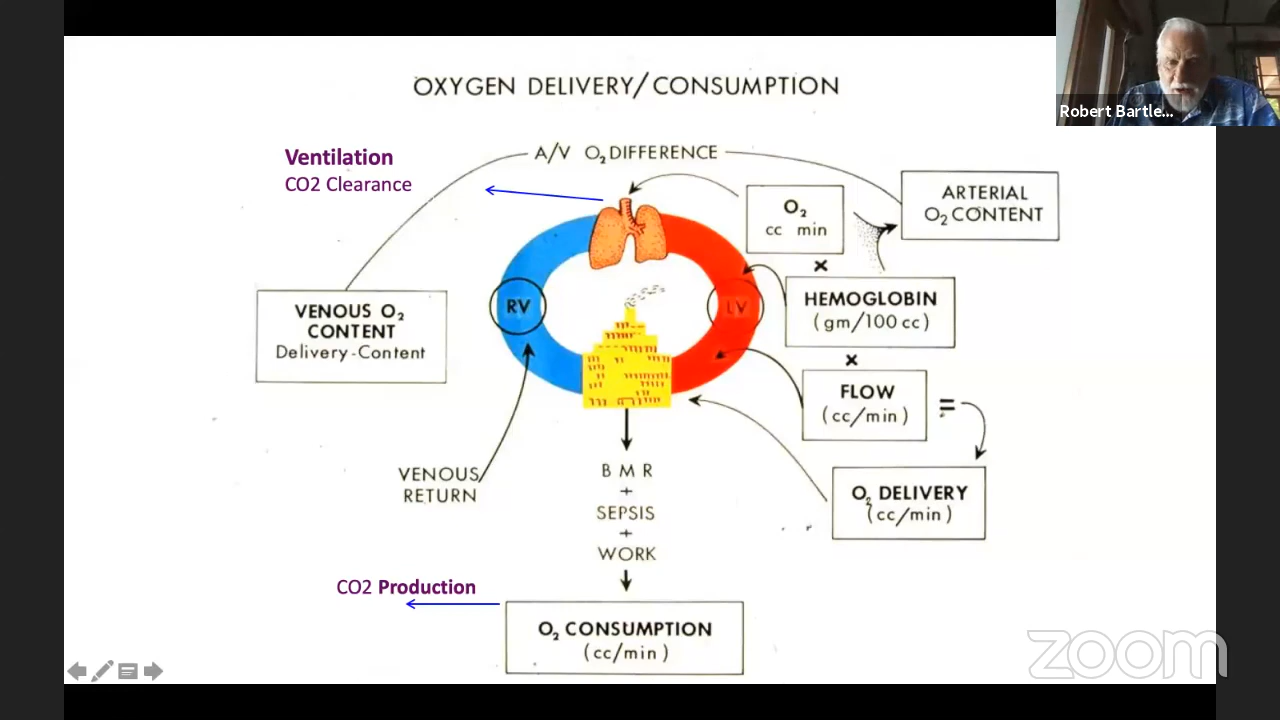 OXYGEN DELIVERY/CONSUMPTION
Robert Bartle...
Ventilation
CO2 Clearance
A/V O₂ DIFFERENCE
O₂
cc min
ARTERIAL
O₂ CONTENT
x
HEMOGLOBIN
(gm/100 cc)
x
FLOW
(cc/min)
=
O₂ DELIVERY
(cc/min)
RV
LV
VENOUS O₂
CONTENT
Delivery-Content
VENOUS
RETURN
BMR
+
SEPSIS
+
WORK
CO2 Production
O₂ CONSUMPTION
(cc/min)
zoom